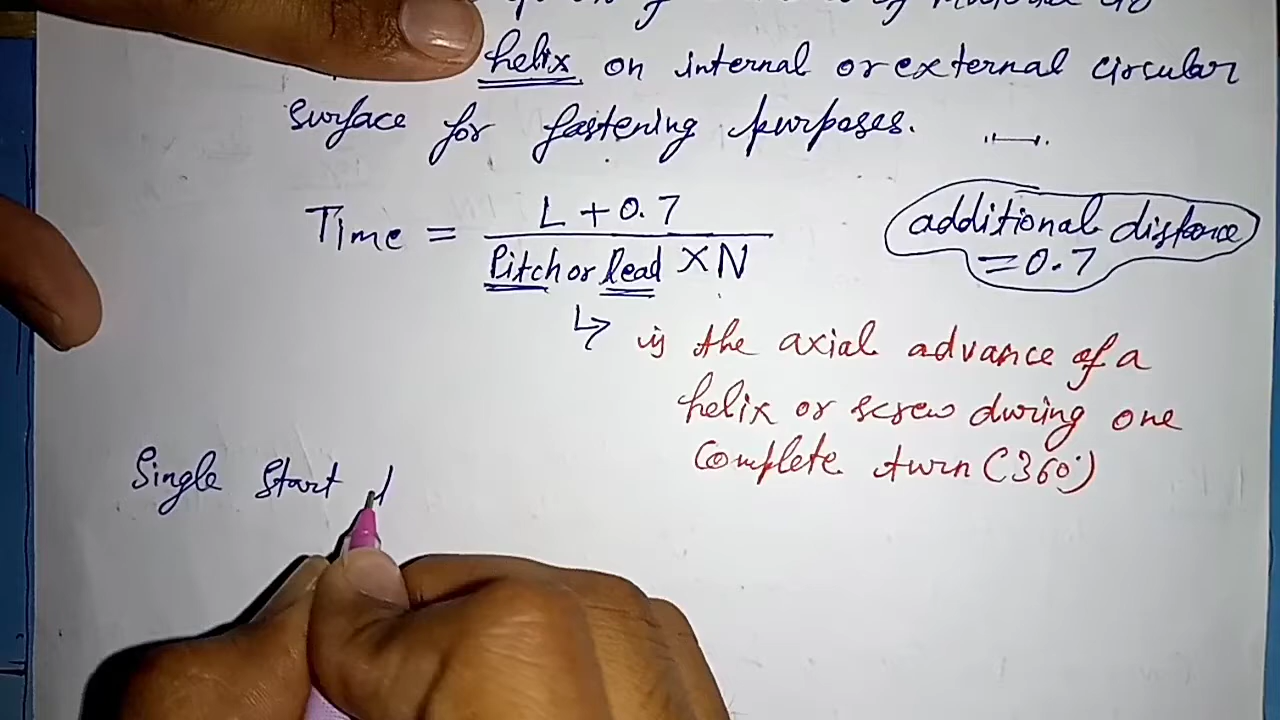 helix on internal or external circular
surface for fastening purposes.
Time = L + 0.7
Pitch or lead × N
additional distance
= 0.7
↳ is the axial advance of a
helix or screw during one
complete turn (360°)
Single Start